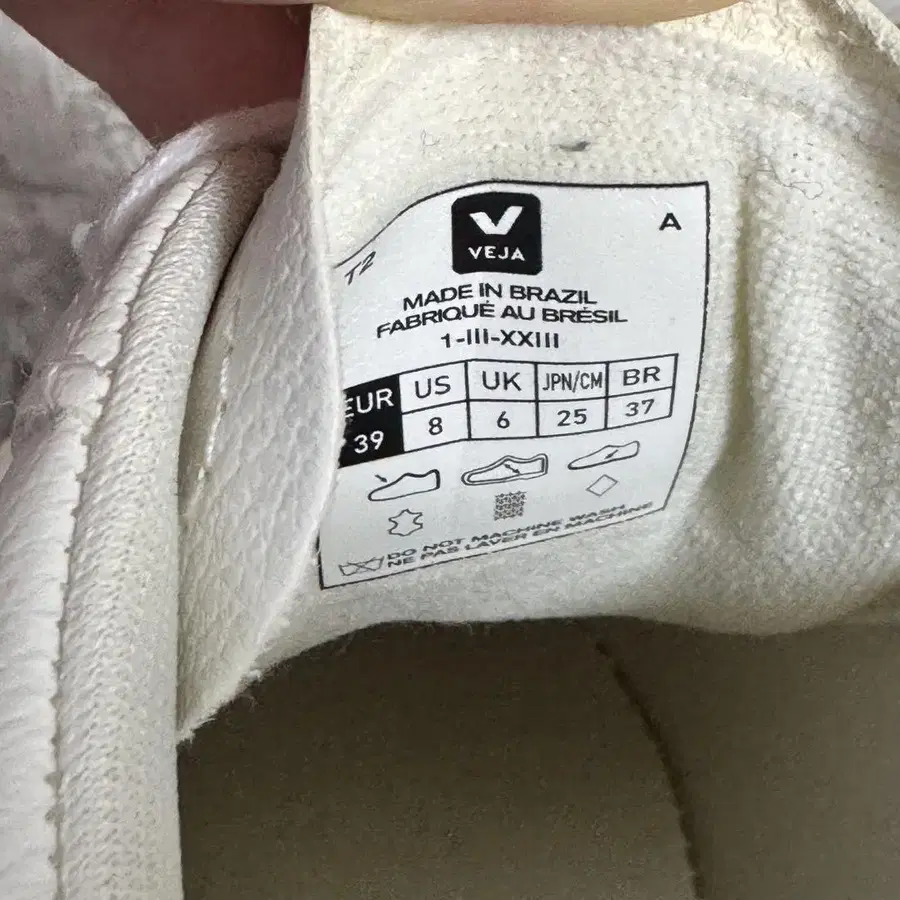 VEJA
A
T2
MADE IN BRAZIL
FABRIQUÉ AU BRÉSIL
1-III-XXIII
EUR US UK JPN/CM BR
39 8 6 25 37
DO NOT MACHINE WASH
NE PAS LAVER EN MACHINE